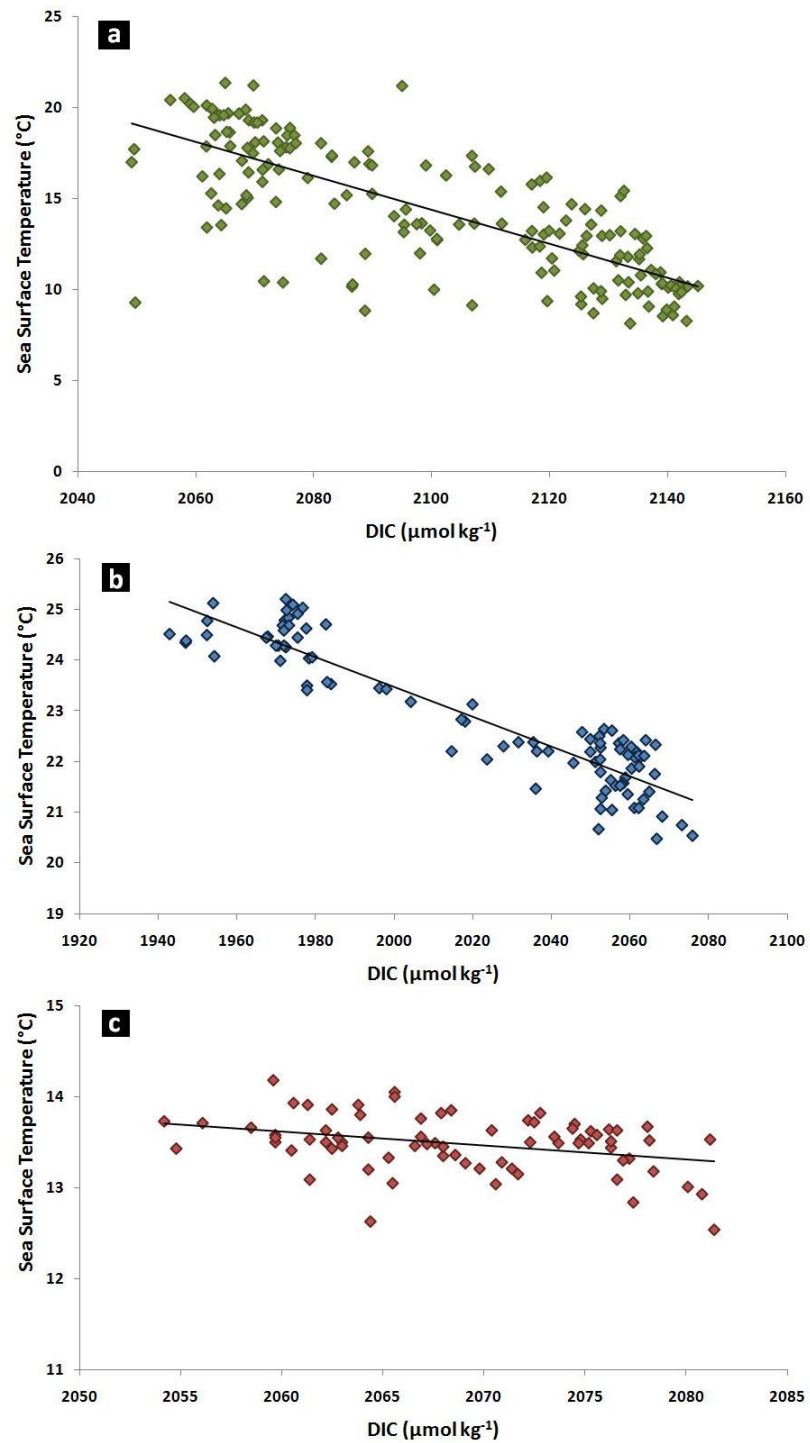 a
25
20
15
10
5
0
Sea Surface Temperature (°C)
2040 2060 2080 2100 2120 2140 2160
DIC (µmol kg⁻¹)
b
26
25
24
23
22
21
20
19
Sea Surface Temperature (°C)
1920 1940 1960 1980 2000 2020 2040 2060 2080 2100
DIC (µmol kg⁻¹)
c
15
14
13
12
11
Sea Surface Temperature (°C)
2050 2055 2060 2065 2070 2075 2080 2085
DIC (µmol kg⁻¹)